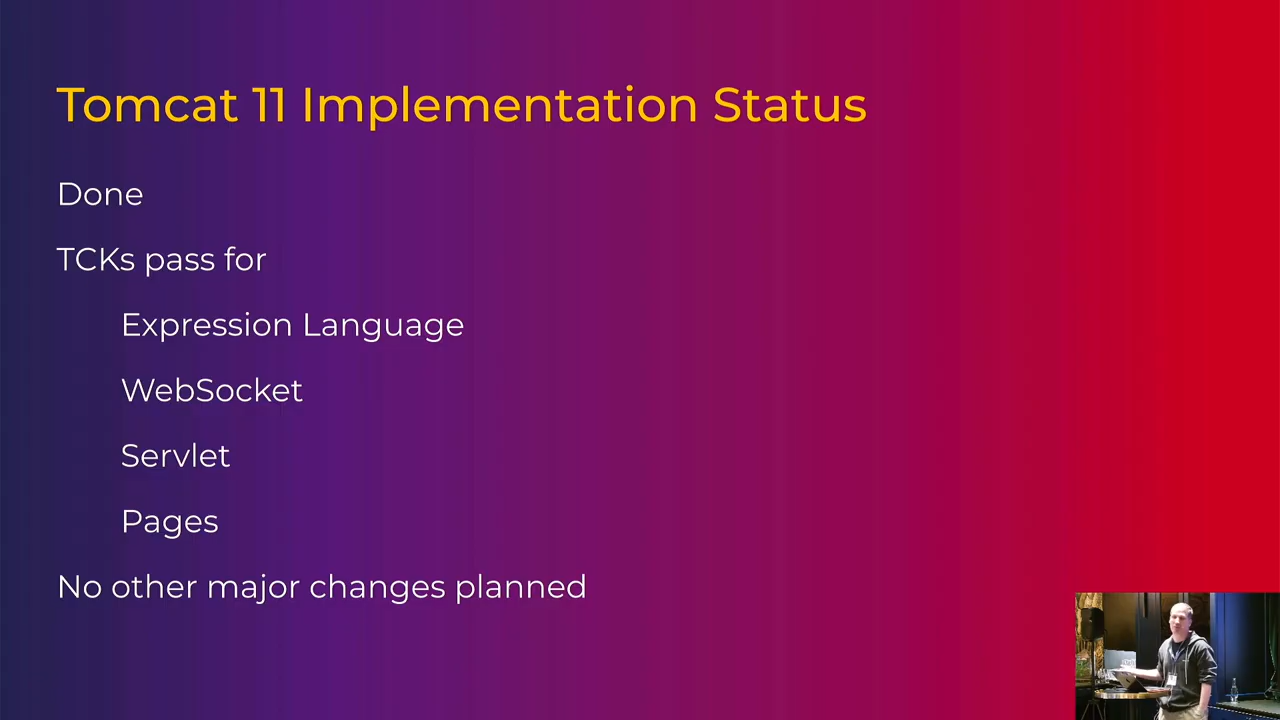 Tomcat 11 Implementation Status
Done
TCKs pass for
Expression Language
WebSocket
Servlet
Pages
No other major changes planned